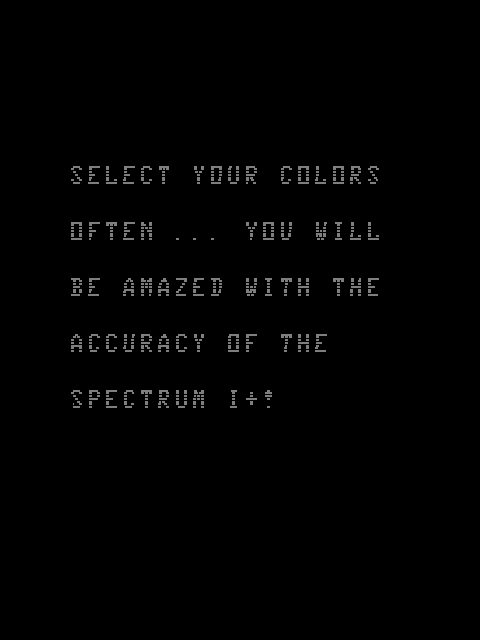 SELECT YOUR COLORS
OFTEN ... YOU WILL
BE AMAZED WITH THE
ACCURACY OF THE
SPECTRUM I+!